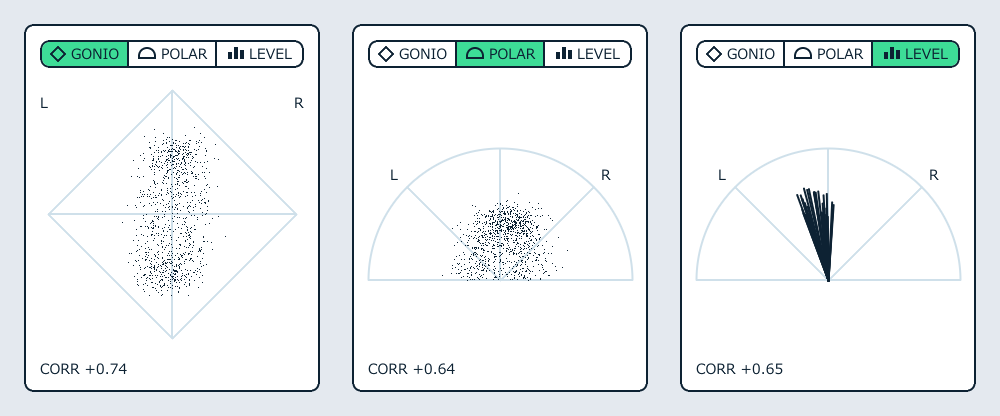 GONIO POLAR LEVEL
L R
CORR +0.74
GONIO POLAR LEVEL
L R
CORR +0.64
GONIO POLAR LEVEL
L R
CORR +0.65